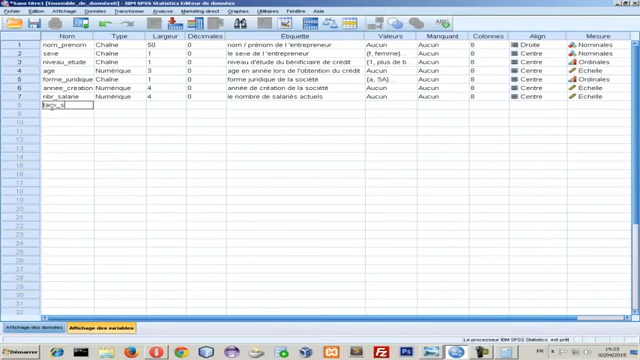 *Sans titre1 [Ensemble_de_données0] - IBM SPSS Statistics Editeur de données
Fichier Edition Affichage Données Transformer Analyse Marketing direct Graphes Utilitaires Fenêtre Aide
Nom Type Largeur Décimales Etiquette Valeurs Manquant Colonnes Align Mesure
1 nom_prenom Chaîne 50 0 nom / prénom de l'entrepreneur Aucun Aucun 8 Droite Nominales
2 sexe Chaîne 1 0 le sexe de l 'entrepreneur {f, femme}... Aucun 8 Centre Nominales
3 niveau_etude Chaîne 1 0 niveau d'étude du bénificiaire de crédit {1, plus de b... Aucun 8 Centre Ordinales
4 age Numérique 3 0 age en année lors de l'obtention du crédit Aucun Aucun 8 Centre Echelle
5 forme_juridique Chaîne 1 0 forme juridique de la société {a, SA}... Aucun 8 Centre Ordinales
6 année_création Numérique 4 0 année de création de la société Aucun Aucun 8 Centre Echelle
7 nbr_salarie Numérique 4 0 le nombre de salariés actuels Aucun Aucun 8 Centre Echelle
8
9
10
11
12
13
14
15
16
17
18
19
20
21
22
23
24
25
26
27
28
29
30
31
32
Affichage des données Affichage des variables
Le processeur IBM SPSS Statistics est prêt
Démarrer FR 19:23